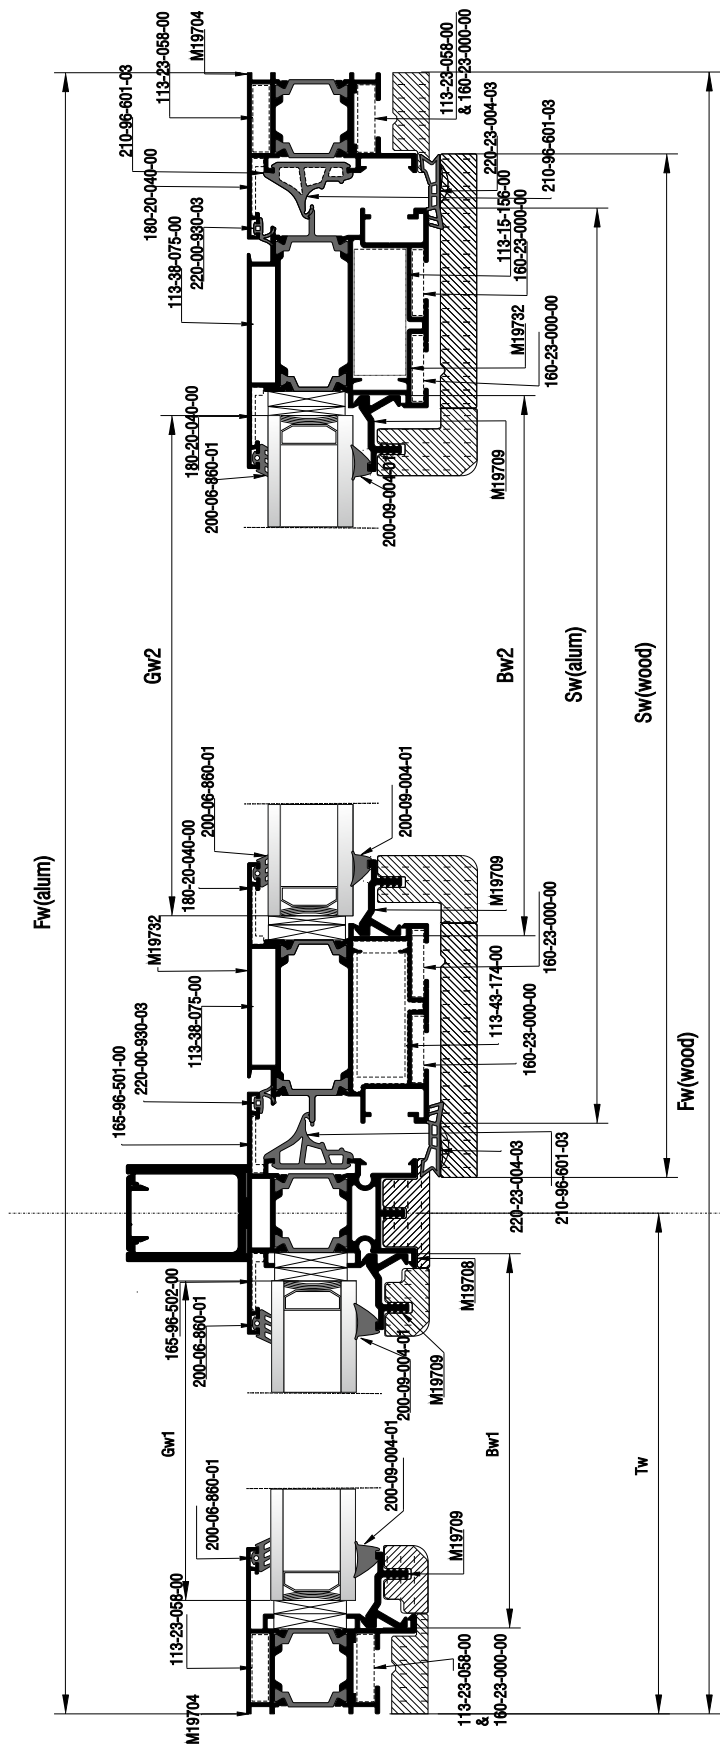 M19704
113-23-058-00
210-96-601-03
180-20-040-00
113-38-075-00
220-00-930-03
180-20-040-00
200-06-860-01
113-23-058-00
& 160-23-000-00
220-23-004-03
210-96-601-03
113-15-156-00
160-23-000-00
M19732
160-23-000-00
M19709
200-09-004-01
Gw2
Bw2
Sw(alum)
Sw(wood)
Fw(alum)
Fw(wood)
200-06-860-01
200-09-004-01
180-20-040-00
M19732
113-38-075-00
220-00-930-03
165-96-501-00
M19709
160-23-000-00
113-43-174-00
160-23-000-00
220-23-004-03
210-96-601-03
165-96-502-00
200-06-860-01
M19708
M19709
200-09-004-01
Gw1
Bw1
Tw
200-06-860-01
200-09-004-01
M19709
113-23-058-00
M19704
113-23-058-00
&
160-23-000-00